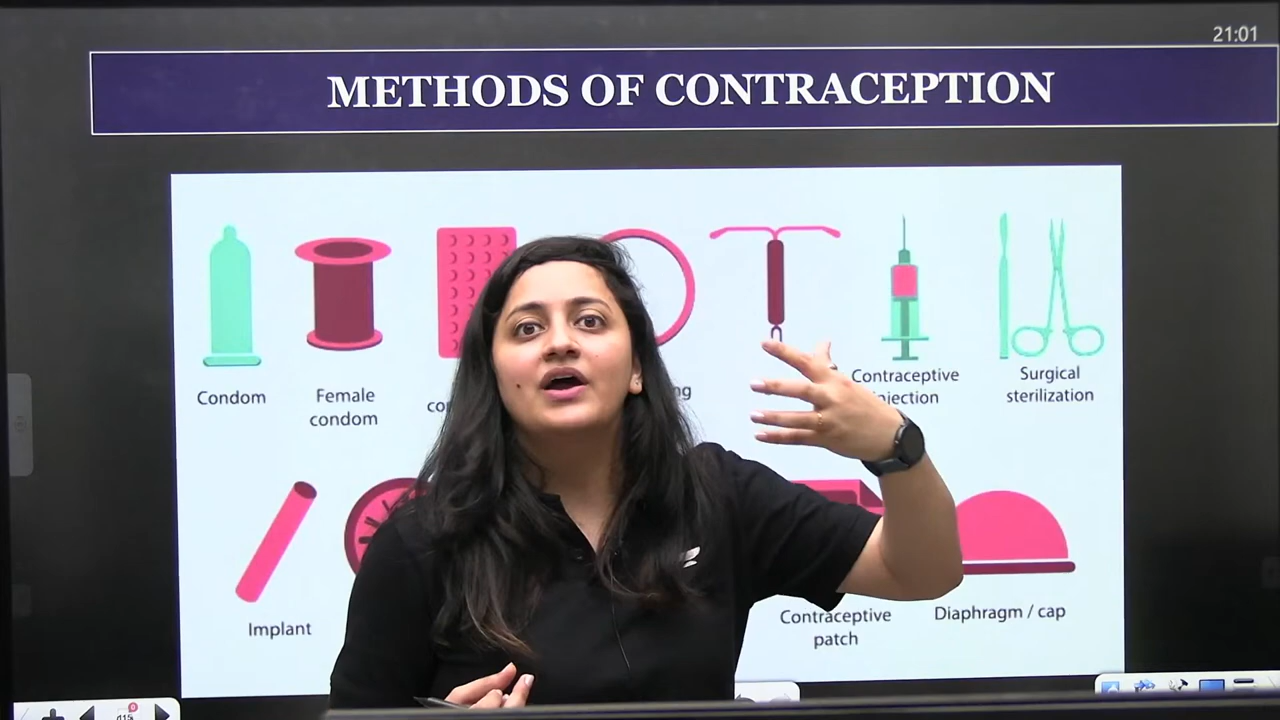 21:01
METHODS OF CONTRACEPTION
Condom
Female
condom
Contraceptive
Surgical
sterilization
Implant
Contraceptive
patch
Diaphragm / cap